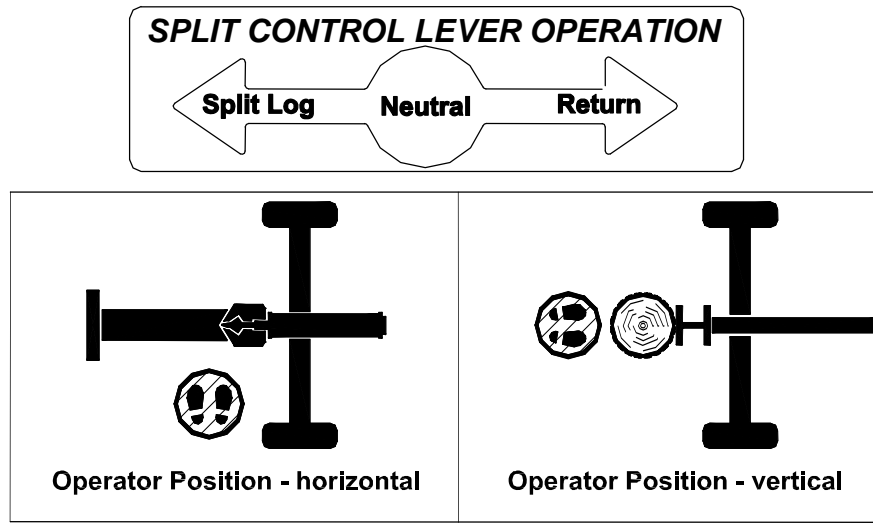 SPLIT CONTROL LEVER OPERATION
Split Log Neutral Return
Operator Position - horizontal
Operator Position - vertical